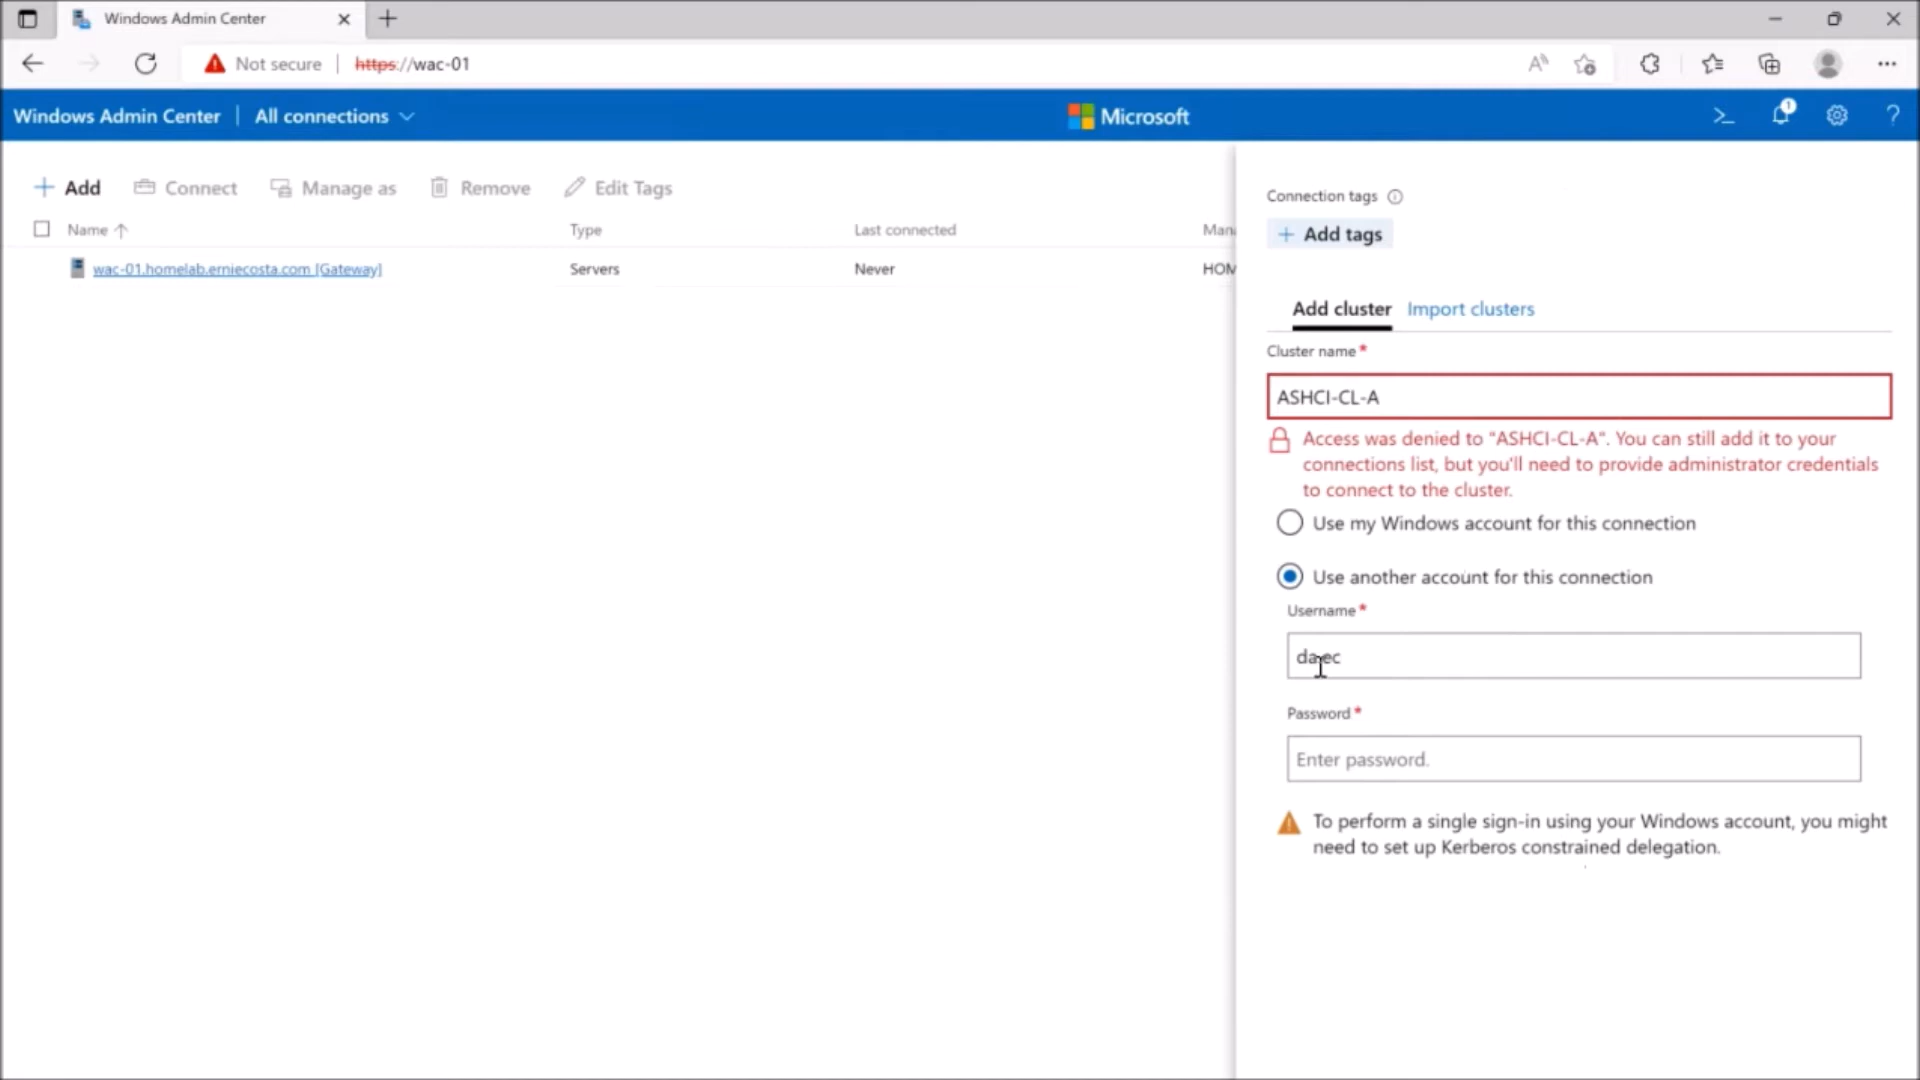 Windows Admin Center
Not secure
https://wac-01
Windows Admin Center
All connections
Microsoft
>_
1
?
Add
Connect
Manage as
Remove
Edit Tags
Name
Type
Last connected
wac-01.homelab.erniecosta.com [Gateway]
Servers
Never
Connection tags
+ Add tags
Add cluster
Import clusters
Cluster name *
ASHCI-CL-A
Access was denied to "ASHCI-CL-A". You can still add it to your
connections list, but you'll need to provide administrator credentials
to connect to the cluster.
Use my Windows account for this connection
Use another account for this connection
Username *
Password *
Enter password.
To perform a single sign-in using your Windows account, you might
need to set up Kerberos constrained delegation.